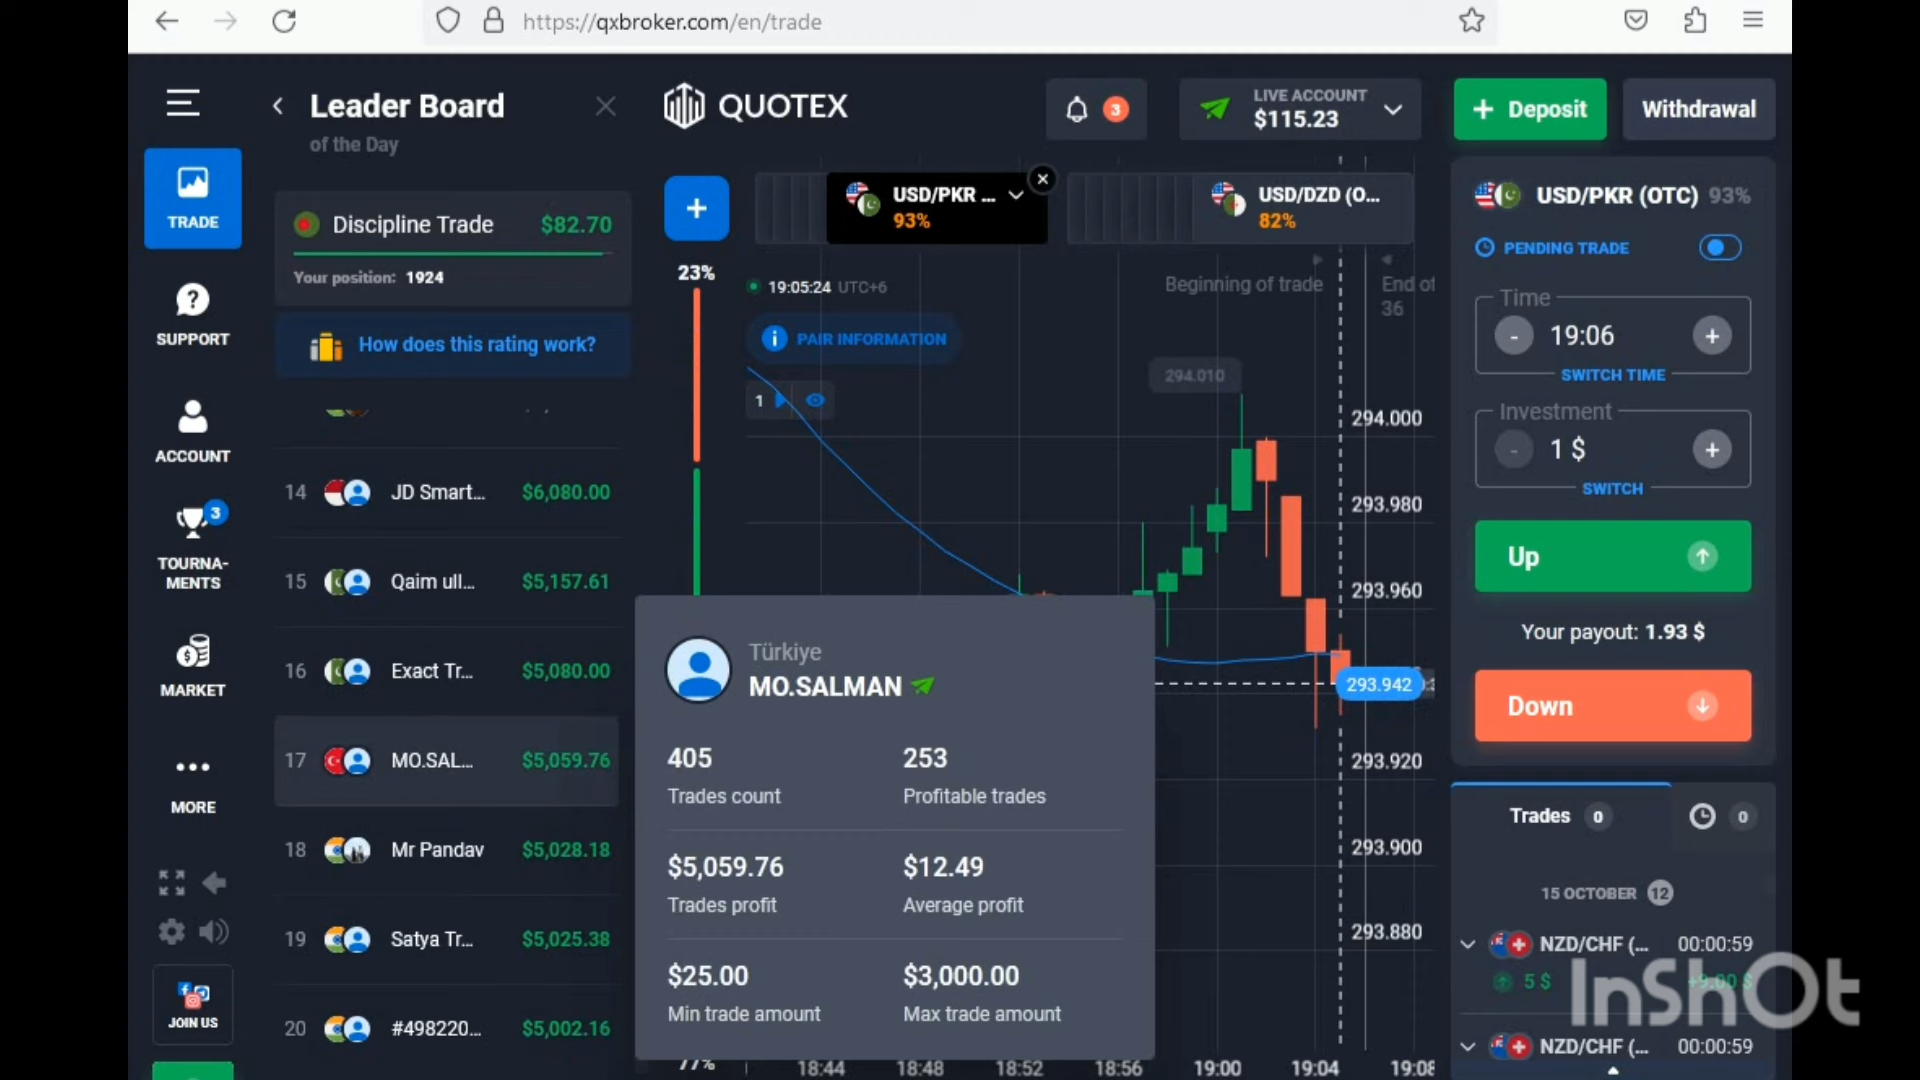 https://qxbroker.com/en/trade
Leader Board
of the Day
QUOTEX
3
LIVE ACCOUNT
$115.23
+ Deposit
Withdrawal
TRADE
SUPPORT
ACCOUNT
3
TOURNA-
MENTS
MARKET
MORE
JOIN US
Discipline Trade $82.70
Your position: 1924
How does this rating work?
14 JD Smart... $6,080.00
15 Qaim ull... $5,157.61
16 Exact Tr... $5,080.00
17 MO.SAL... $5,059.76
18 Mr Pandav $5,028.18
19 Satya Tr... $5,025.38
20 #498220... $5,002.16
+
USD/PKR ...
93%
USD/DZD (O...
82%
23%
19:05:24 UTC+6
Beginning of trade
End of
36
PAIR INFORMATION
1
294.010
294.000
293.980
293.960
293.942
293.920
293.900
293.880
Türkiye
MO.SALMAN
405
Trades count
253
Profitable trades
$5,059.76
Trades profit
$12.49
Average profit
$25.00
Min trade amount
$3,000.00
Max trade amount
77%
18:44 18:48 18:52 18:56 19:00 19:04 19:08
USD/PKR (OTC) 93%
PENDING TRADE
Time
- 19:06 +
SWITCH TIME
Investment
- 1 $ +
SWITCH
Up
Your payout: 1.93 $
Down
Trades 0
0
15 OCTOBER 12
NZD/CHF (... 00:00:59
5 $ +9.00 $
NZD/CHF (... 00:00:59
InShOt